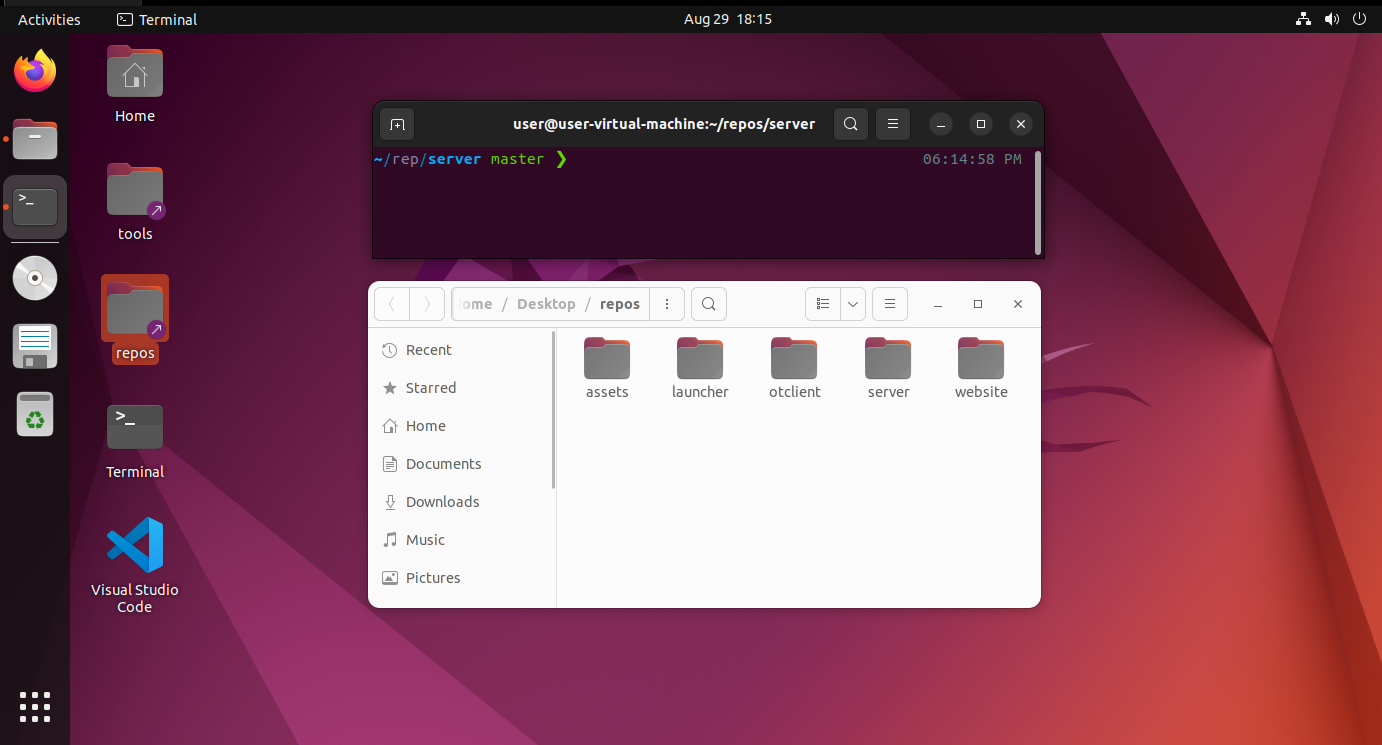 Activities
Terminal
Aug 29 18:15
Home
tools
repos
Terminal
Visual Studio
Code
user@user-virtual-machine:~/repos/server
~/rep/server master ❯
06:14:58 PM
ome / Desktop / repos
Recent
Starred
Home
Documents
Downloads
Music
Pictures
assets
launcher
otclient
server
website